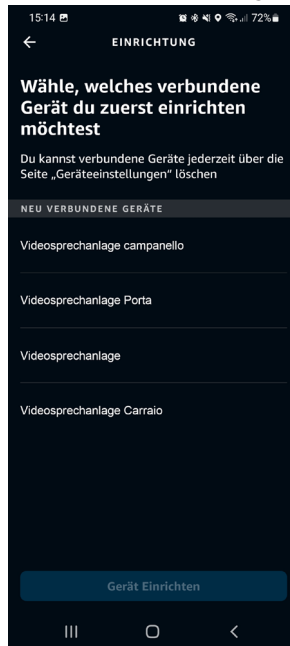 15:14 72%
EINRICHTUNG
Wähle, welches verbundene
Gerät du zuerst einrichten
möchtest
Du kannst verbundene Geräte jederzeit über die
Seite „Geräteeinstellungen“ löschen
NEU VERBUNDENE GERÄTE
Videosprechanlage campanello
Videosprechanlage Porta
Videosprechanlage
Videosprechanlage Carraio
Gerät Einrichten